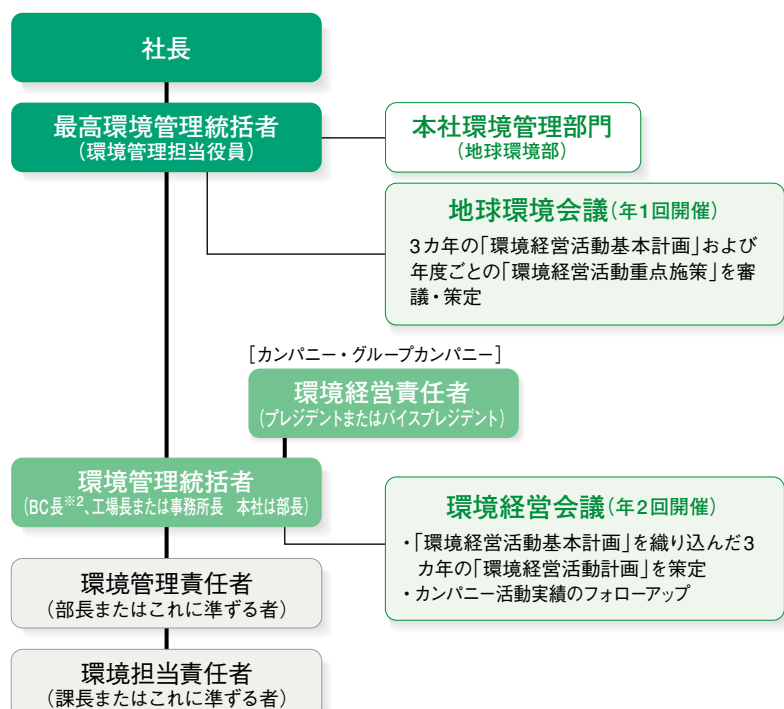 社長
最高環境管理統括者
(環境管理担当役員)
本社環境管理部門
(地球環境部)
地球環境会議(年1回開催)
3カ年の「環境経営活動基本計画」および
年度ごとの「環境経営活動重点施策」を審
議・策定
[カンパニー・グループカンパニー]
環境経営責任者
(プレジデントまたはバイスプレジデント)
環境管理統括者
(BC長※2、工場長または事務所長 本社は部長)
環境経営会議(年2回開催)
・「環境経営活動基本計画」を織り込んだ3
カ年の「環境経営活動計画」を策定
・カンパニー活動実績のフォローアップ
環境管理責任者
(部長またはこれに準ずる者)
環境担当責任者
(課長またはこれに準ずる者)